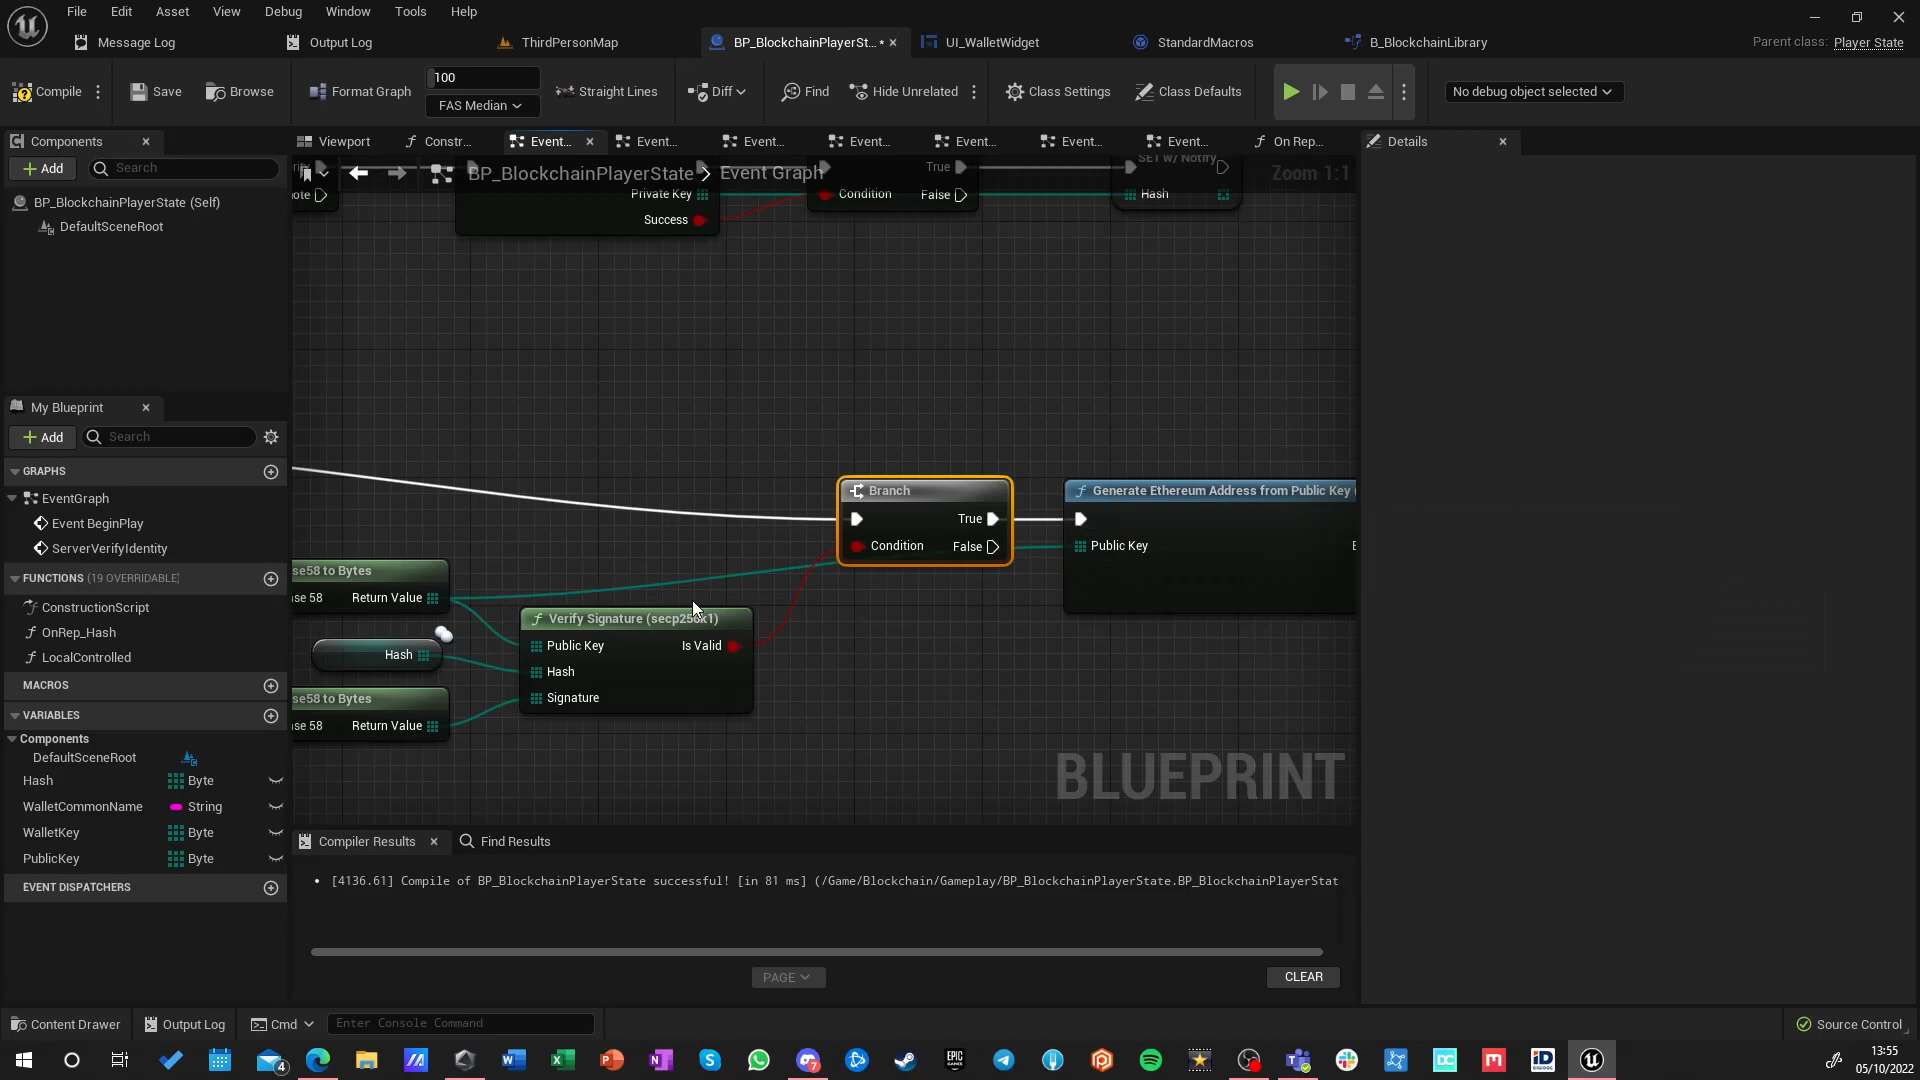 File Edit Asset View Debug Window Tools Help
Message Log
Output Log
ThirdPersonMap
BP_BlockchainPlayerSt... •
UI_WalletWidget
StandardMacros
B_BlockchainLibrary
Parent class: Player State
Compile
Save
Browse
Format Graph
100
FAS Median
Straight Lines
Diff
Find
Hide Unrelated
Class Settings
Class Defaults
No debug object selected
Components
Viewport
Constr...
Event...
Event...
Event...
Event...
Event...
Event...
Event...
On Rep...
Details
Add
Search
BP_BlockchainPlayerState (Self)
DefaultSceneRoot
BP_BlockchainPlayerState > Event Graph
Zoom 1:1
ote
Private Key
Success
True
Condition
False
SET w/ Notify
Hash
My Blueprint
Add
Search
GRAPHS
EventGraph
Event BeginPlay
ServerVerifyIdentity
FUNCTIONS (19 OVERRIDABLE)
ConstructionScript
OnRep_Hash
LocalControlled
MACROS
VARIABLES
Components
DefaultSceneRoot
Hash Byte
WalletCommonName String
WalletKey Byte
PublicKey Byte
EVENT DISPATCHERS
Branch
True
Condition
False
Generate Ethereum Address from Public Key (
Public Key
E
se58 to Bytes
se 58 Return Value
Hash
se58 to Bytes
se 58 Return Value
Verify Signature (secp256k1)
Public Key
Is Valid
Hash
Signature
BLUEPRINT
Compiler Results
Find Results
• [4136.61] Compile of BP_BlockchainPlayerState successful! [in 81 ms] (/Game/Blockchain/Gameplay/BP_BlockchainPlayerState.BP_BlockchainPlayerStat
PAGE
CLEAR
Content Drawer
Output Log
Cmd
Enter Console Command
Source Control
4
7
13:55
05/10/2022